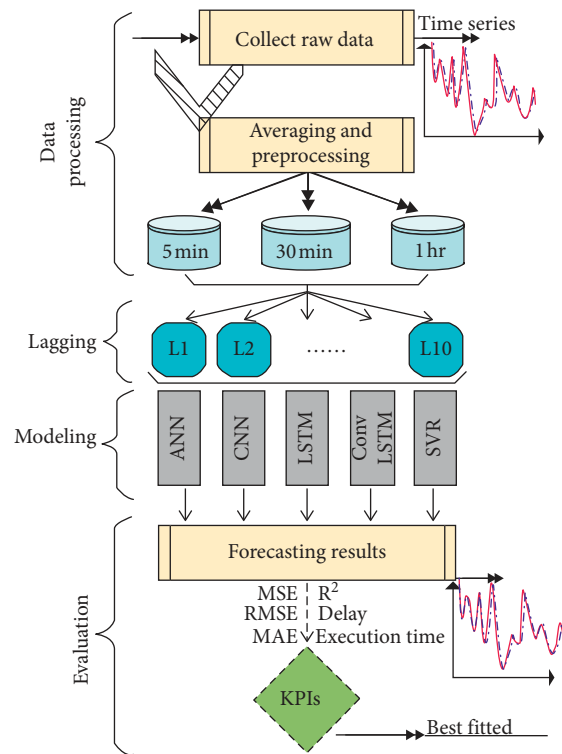 Collect raw data
Time series
Data
processing
Averaging and
preprocessing
5 min
30 min
1 hr
Lagging
L1
L2
......
L10
Modeling
ANN
CNN
LSTM
Conv
LSTM
SVR
Evaluation
Forecasting results
MSE R²
RMSE Delay
MAE Execution time
KPIs
Best fitted